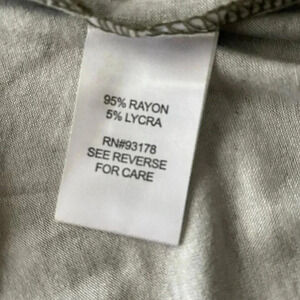 95% RAYON
5% LYCRA
RN#93178
SEE REVERSE
FOR CARE